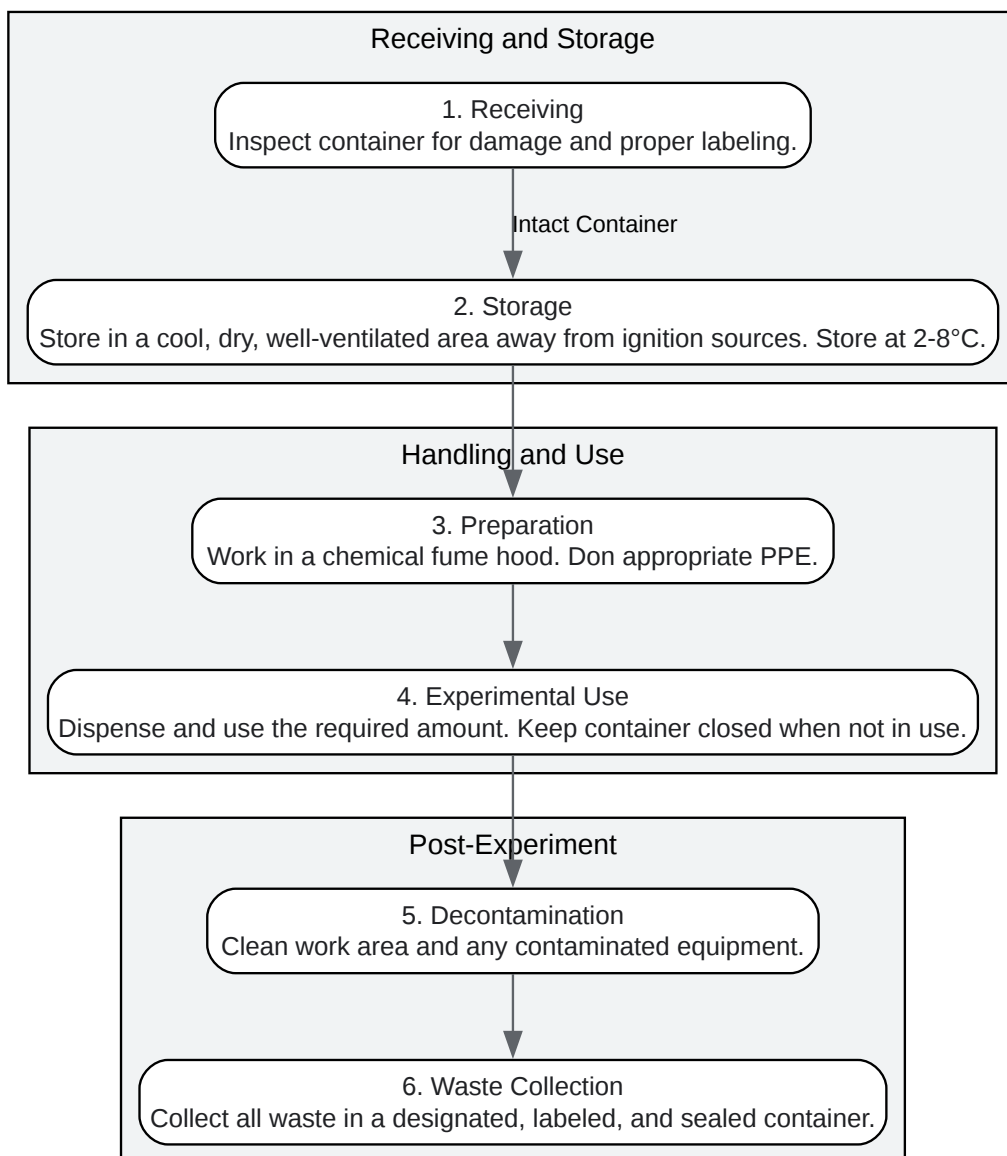 Receiving and Storage
1. Receiving
Inspect container for damage and proper labeling.
Intact Container
2. Storage
Store in a cool, dry, well-ventilated area away from ignition sources. Store at 2-8°C.
Handling and Use
3. Preparation
Work in a chemical fume hood. Don appropriate PPE.
4. Experimental Use
Dispense and use the required amount. Keep container closed when not in use.
Post-Experiment
5. Decontamination
Clean work area and any contaminated equipment.
6. Waste Collection
Collect all waste in a designated, labeled, and sealed container.